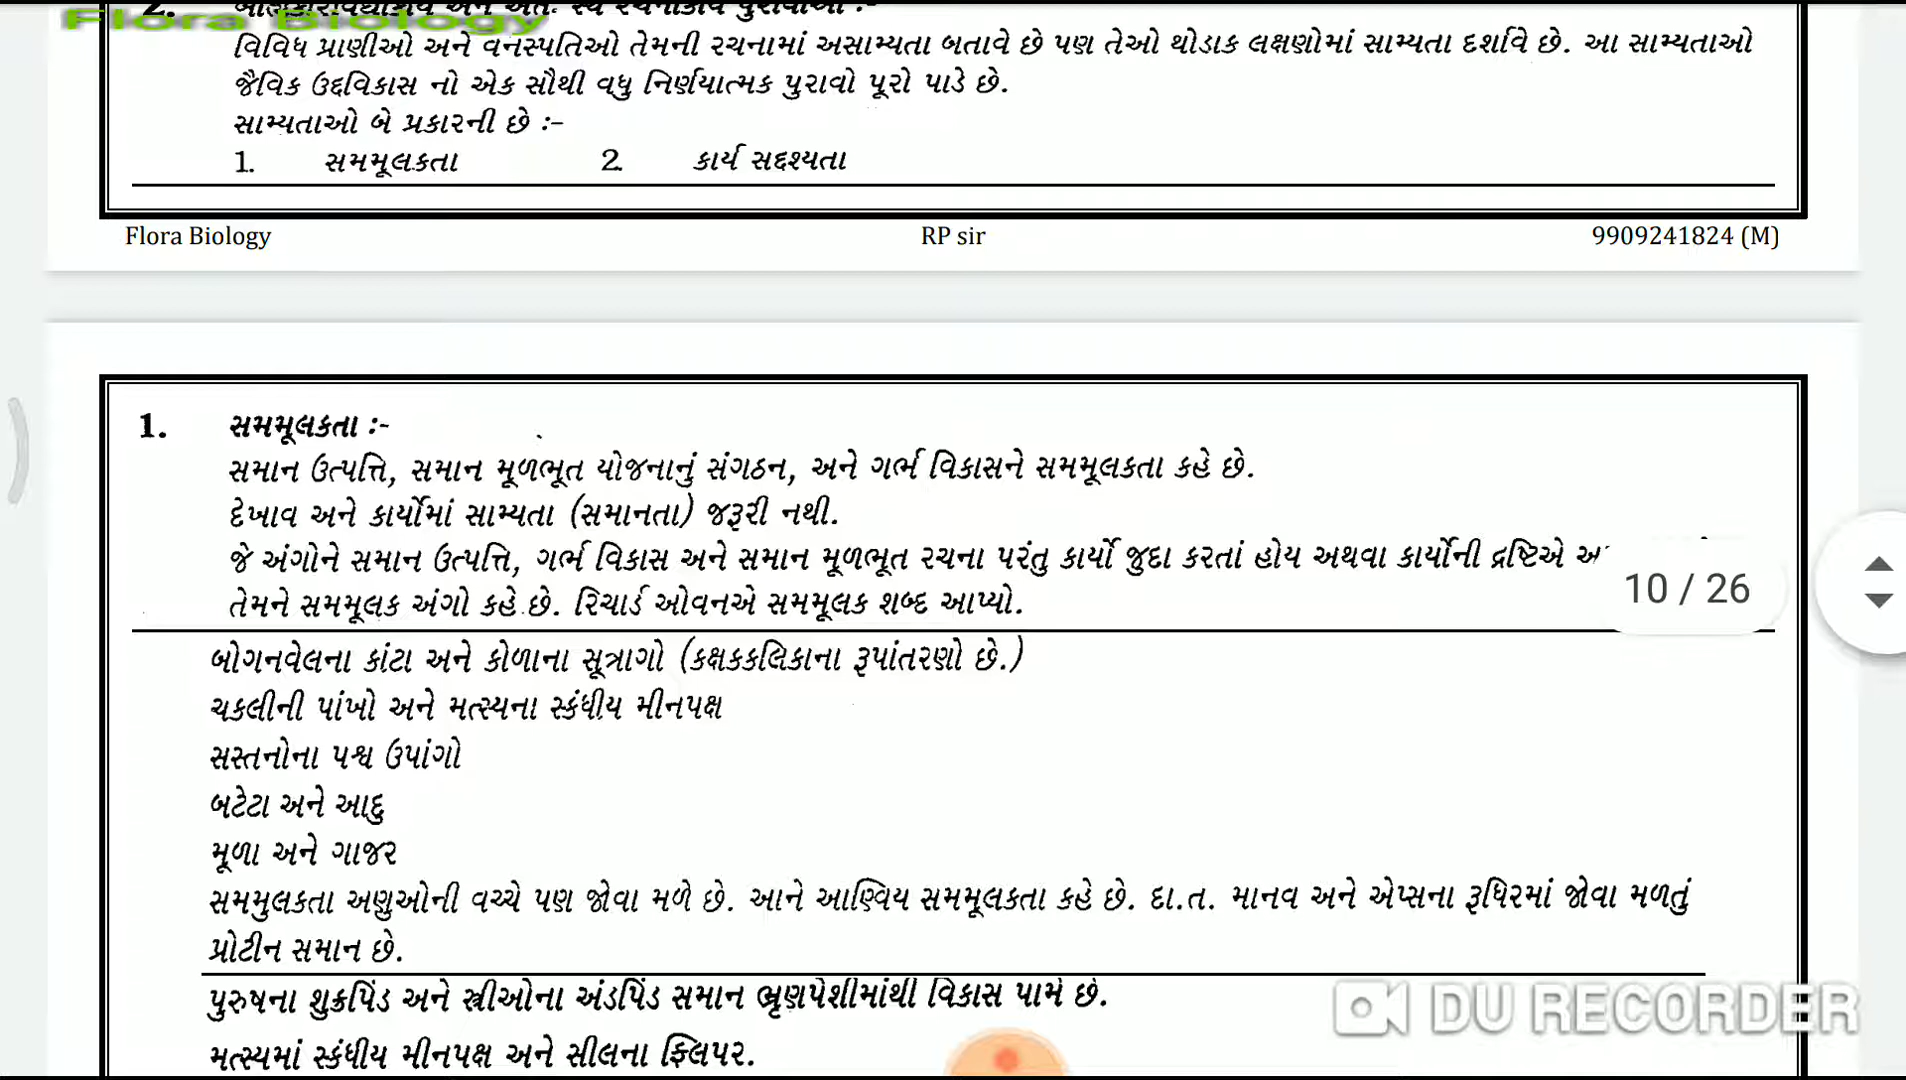 2. બાહ્યાકારવિદ્યાકીય અને અંતઃ સ્થ રચનાકીય પુરાવાઓ :-
Flora Biology
વિવિધ પ્રાણીઓ અને વનસ્પતિઓ તેમની રચનામાં અસામ્યતા બતાવે છે પણ તેઓ થોડાક લક્ષણોમાં સામ્યતા દર્શાવે છે. આ સામ્યતાઓ
જૈવિક ઉદ્દવિકાસ નો એક સૌથી વધુ નિર્ણયાત્મક પુરાવો પૂરો પાડે છે.
સામ્યતાઓ બે પ્રકારની છે :-
1. સમમૂલકતા 2. કાર્ય સદ્દશ્યતા
Flora Biology RP sir 9909241824 (M)
1. સમમૂલકતા :-
સમાન ઉત્પત્તિ, સમાન મૂળભૂત યોજનાનું સંગઠન, અને ગર્ભ વિકાસને સમમૂલકતા કહે છે.
દેખાવ અને કાર્યોમાં સામ્યતા (સમાનતા) જરૂરી નથી.
જે અંગોને સમાન ઉત્પત્તિ, ગર્ભ વિકાસ અને સમાન મૂળભૂત રચના પરંતુ કાર્યો જુદા કરતાં હોય અથવા કાર્યોની દ્રષ્ટિએ
10 / 26
તેમને સમમૂલક અંગો કહે છે. રિચાર્ડ ઓવનએ સમમૂલક શબ્દ આપ્યો.
બોગનવેલના કાંટા અને કોળાના સૂત્રાગો (કક્ષકકલિકાના રૂપાંતરણો છે.)
ચકલીની પાંખો અને મત્સ્યના સ્કંધીય મીનપક્ષ
સસ્તનોના પશ્વ ઉપાંગો
બટેટા અને આદુ
મૂળા અને ગાજર
સમમુલકતા અણુઓની વચ્ચે પણ જોવા મળે છે. આને આણ્વિય સમમૂલકતા કહે છે. દા.ત. માનવ અને એપ્સના રૂધિરમાં જોવા મળતું
પ્રોટીન સમાન છે.
પુરુષના શુક્રપિંડ અને સ્ત્રીઓના અંડપિંડ સમાન ભ્રૃણપેશીમાંથી વિકાસ પામે છે.
મત્સ્યમાં સ્કંધીય મીનપક્ષ અને સીલના ફ્લિપર.
DU RECORDER